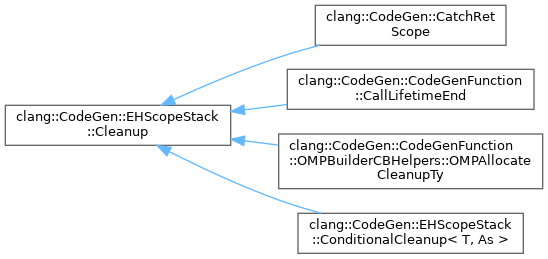 clang::CodeGen::CatchRet
Scope
clang::CodeGen::CodeGenFunction
::CallLifetimeEnd
clang::CodeGen::EHScopeStack
::Cleanup
clang::CodeGen::CodeGenFunction
::OMPBuilderCBHelpers::OMPAllocate
CleanupTy
clang::CodeGen::EHScopeStack
::ConditionalCleanup< T, As >